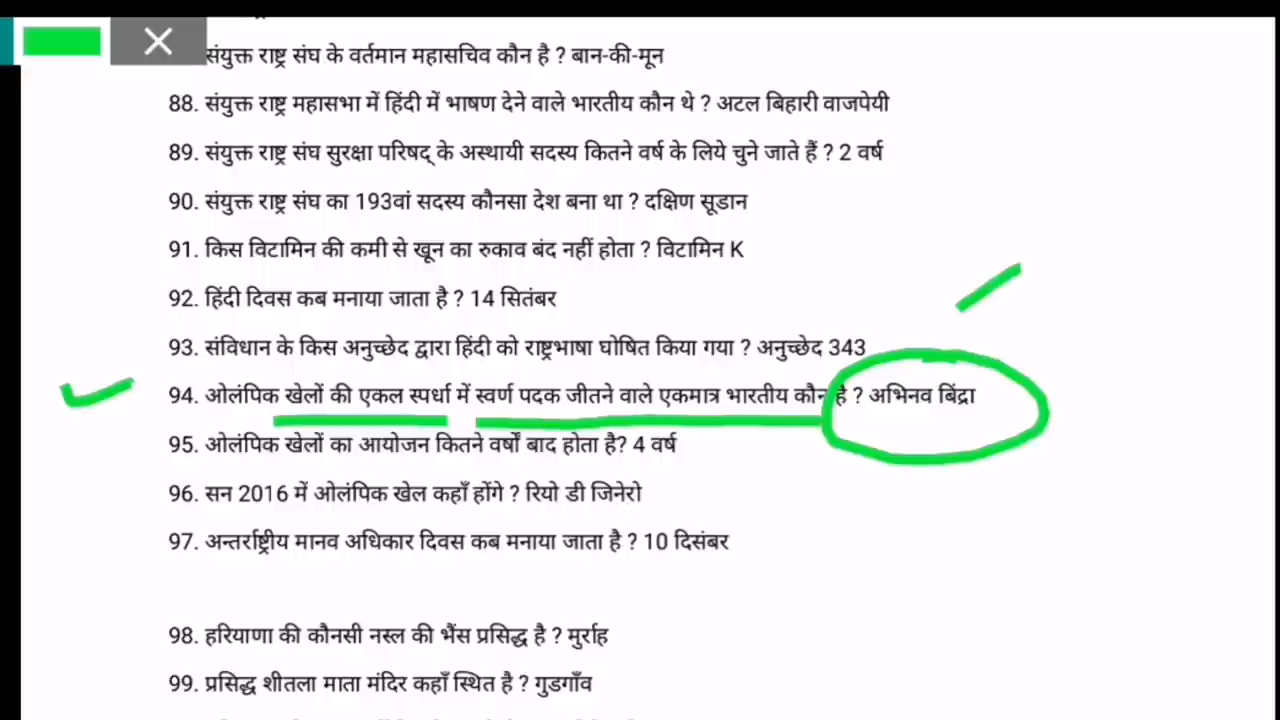 संयुक्त राष्ट्र संघ के वर्तमान महासचिव कौन है ? बान-की-मून
88. संयुक्त राष्ट्र महासभा में हिंदी में भाषण देने वाले भारतीय कौन थे ? अटल बिहारी वाजपेयी
89. संयुक्त राष्ट्र संघ सुरक्षा परिषद् के अस्थायी सदस्य कितने वर्ष के लिये चुने जाते हैं ? 2 वर्ष
90. संयुक्त राष्ट्र संघ का 193वां सदस्य कौनसा देश बना था ? दक्षिण सूडान
91. किस विटामिन की कमी से खून का रुकाव बंद नहीं होता ? विटामिन K
92. हिंदी दिवस कब मनाया जाता है ? 14 सितंबर
93. संविधान के किस अनुच्छेद द्वारा हिंदी को राष्ट्रभाषा घोषित किया गया ? अनुच्छेद 343
94. ओलंपिक खेलों की एकल स्पर्धा में स्वर्ण पदक जीतने वाले एकमात्र भारतीय कौन है ? अभिनव बिंद्रा
95. ओलंपिक खेलों का आयोजन कितने वर्षों बाद होता है? 4 वर्ष
96. सन 2016 में ओलंपिक खेल कहाँ होंगे ? रियो डी जिनेरो
97. अन्तर्राष्ट्रीय मानव अधिकार दिवस कब मनाया जाता है ? 10 दिसंबर
98. हरियाणा की कौनसी नस्ल की भैंस प्रसिद्ध है ? मुर्राह
99. प्रसिद्ध शीतला माता मंदिर कहाँ स्थित है ? गुडगाँव